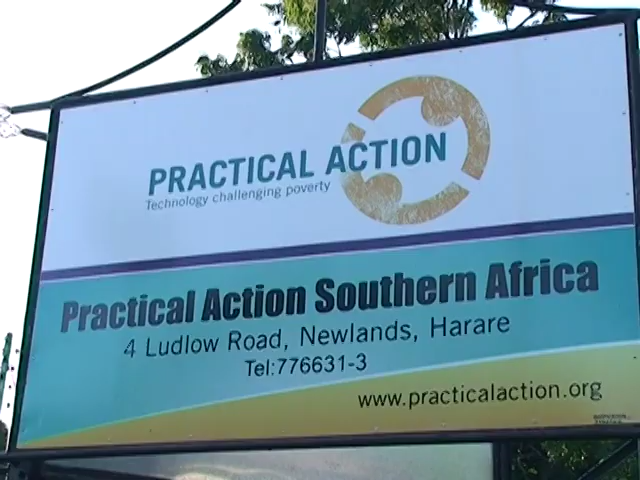 PRACTICAL ACTION
Technology challenging poverty
Practical Action Southern Africa
4 Ludlow Road, Newlands, Harare
Tel:776631-3
www.practicalaction.org